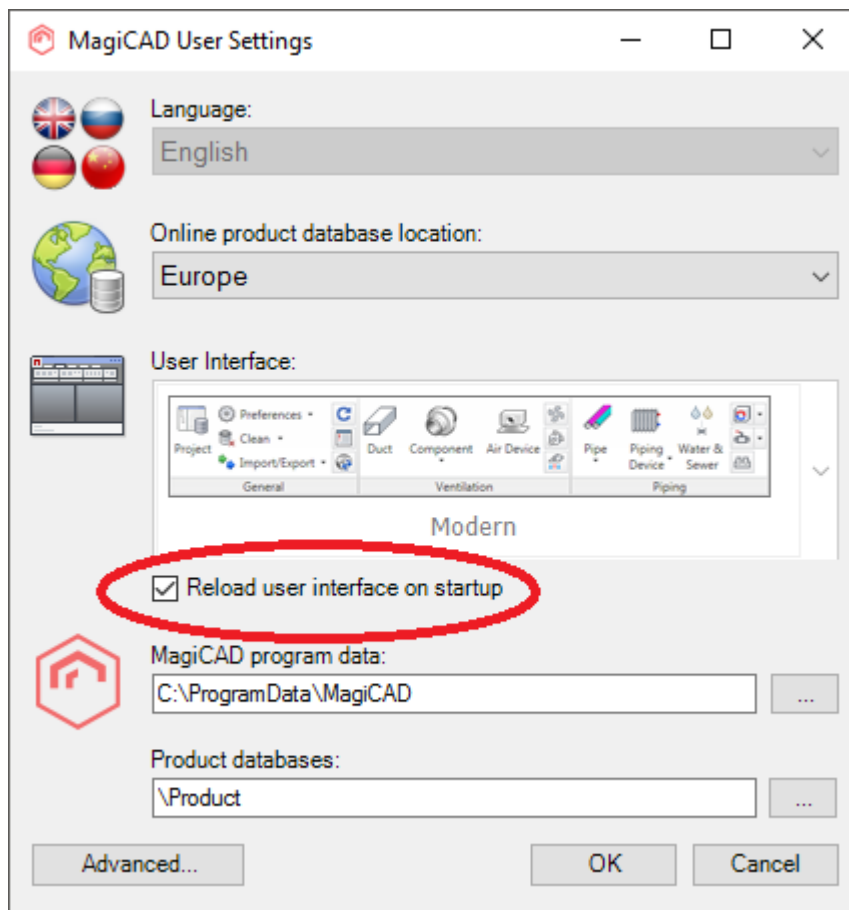 MagiCAD User Settings
Language:
English
Online product database location:
Europe
User Interface:
Project
Preferences
Clean
Import/Export
General
Duct
Component
Air Device
Ventilation
Pipe
Piping Device
Water & Sewer
Piping
Modern
Reload user interface on startup
MagiCAD program data:
C:\ProgramData\MagiCAD
...
Product databases:
\Product
...
Advanced...
OK
Cancel